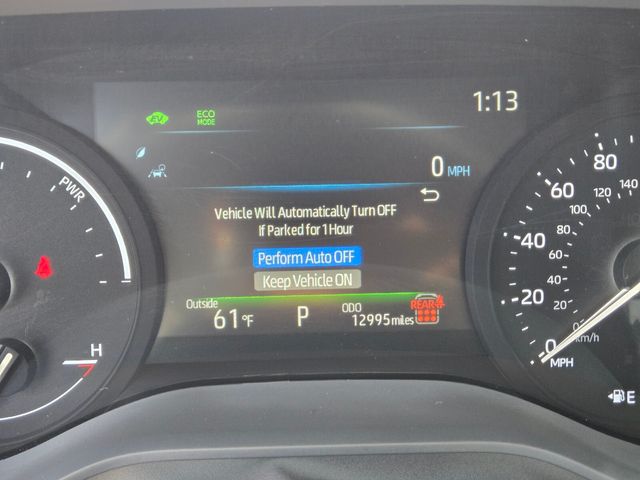 1:13
EV
ECO
MODE
0 MPH
PWR
Vehicle Will Automatically Turn OFF
If Parked for 1 Hour
Perform Auto OFF
Keep Vehicle ON
Outside
61°F
P
ODO
12995 miles
REAR
H
80
60
40
20
0
MPH
140
120
100
80
60
40
20
0
km/h
E